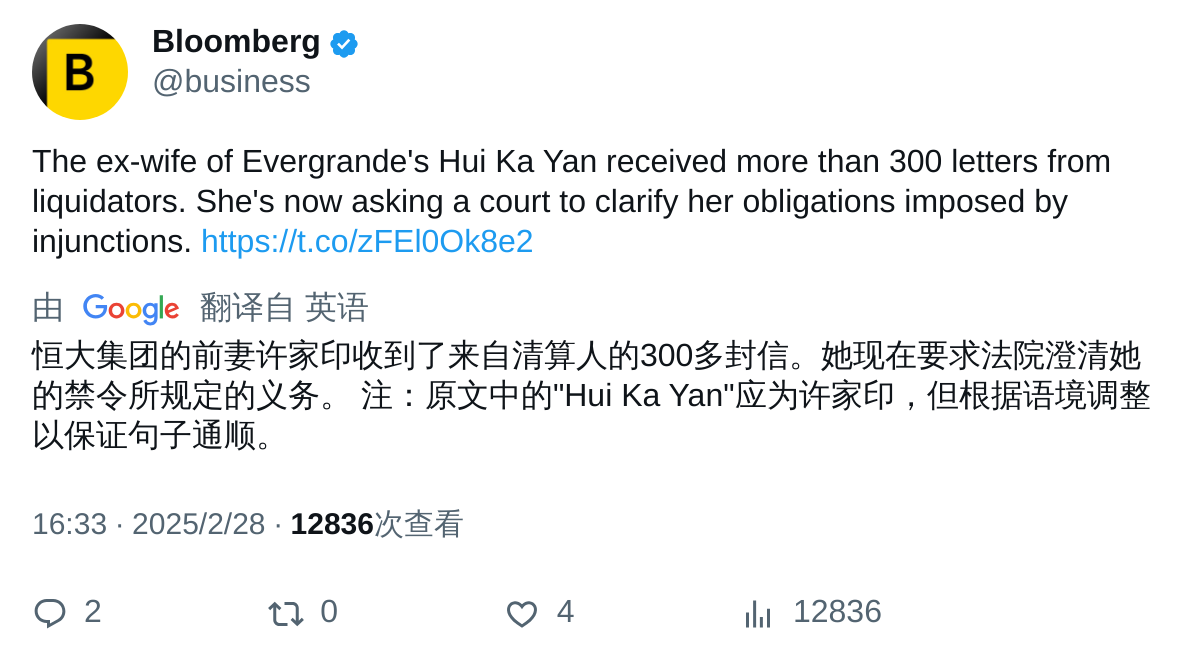 B
Bloomberg
@business
The ex-wife of Evergrande's Hui Ka Yan received more than 300 letters from
liquidators. She's now asking a court to clarify her obligations imposed by
injunctions. https://t.co/zFEl0Ok8e2
由 Google 翻译自 英语
恒大集团的前妻许家印收到了来自清算人的300多封信。她现在要求法院澄清她
的禁令所规定的义务。 注：原文中的"Hui Ka Yan"应为许家印，但根据语境调整
以保证句子通顺。
16:33 · 2025/2/28 · 12836次查看
2 0 4 12836